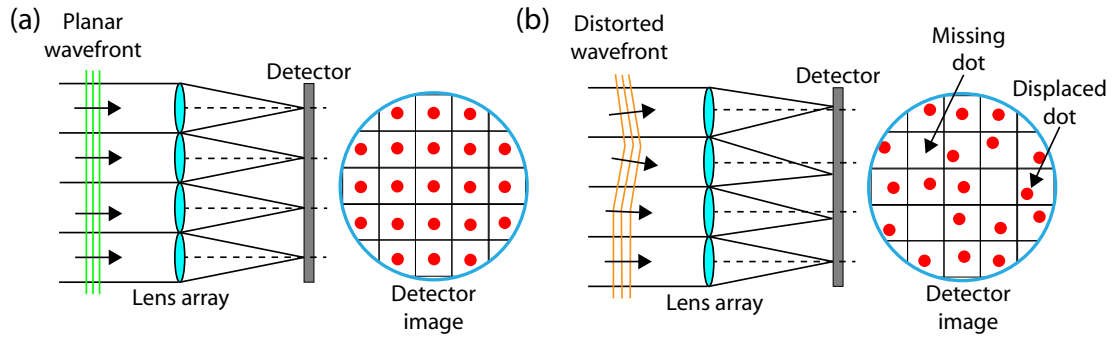 (a)
Planar
wavefront
Detector
Lens array
Detector
image
(b)
Distorted
wavefront
Detector
Missing
dot
Displaced
dot
Lens array
Detector
image